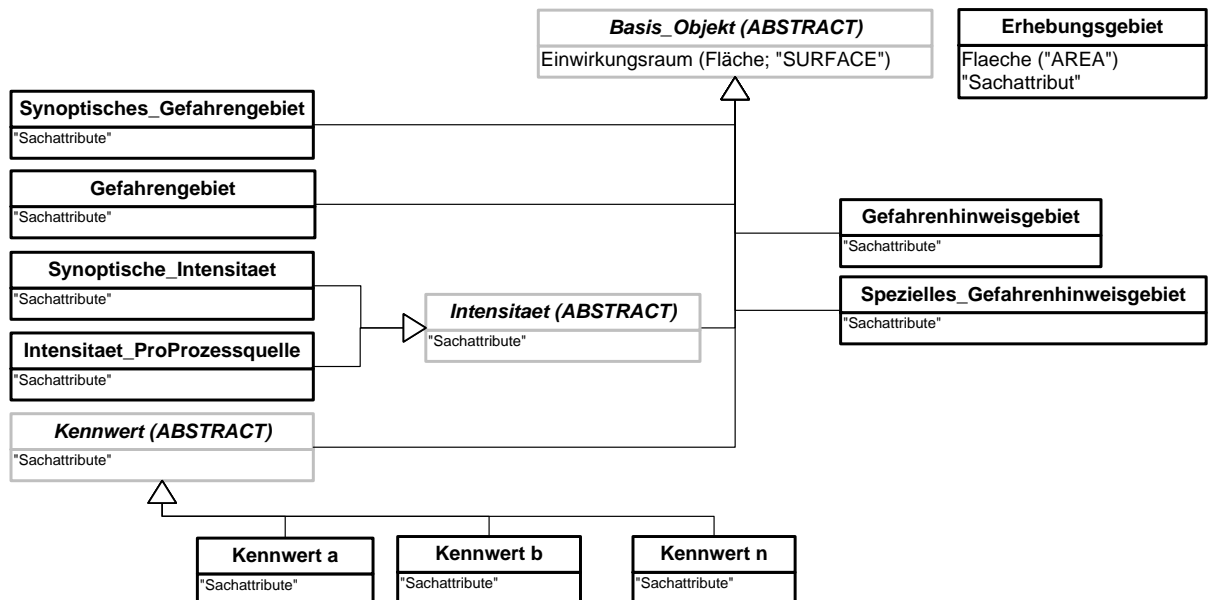 Basis_Objekt (ABSTRACT)
Einwirkungsraum (Fläche; "SURFACE")
Erhebungsgebiet
Flaeche ("AREA")
"Sachattribut"
Synoptisches_Gefahrengebiet
"Sachattribute"
Gefahrengebiet
"Sachattribute"
Gefahrenhinweisgebiet
"Sachattribute"
Synoptische_Intensitaet
"Sachattribute"
Intensitaet (ABSTRACT)
"Sachattribute"
Spezielles_Gefahrenhinweisgebiet
"Sachattribute"
Intensitaet_ProProzessquelle
"Sachattribute"
Kennwert (ABSTRACT)
"Sachattribute"
Kennwert a
"Sachattribute"
Kennwert b
"Sachattribute"
Kennwert n
"Sachattribute"